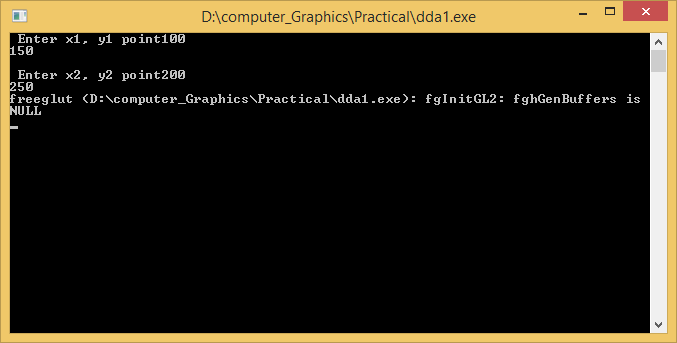 D:\computer_Graphics\Practical\dda1.exe
Enter x1, y1 point100
150
Enter x2, y2 point200
250
freeglut (D:\computer_Graphics\Practical\dda1.exe): fgInitGL2: fghGenBuffers is
NULL